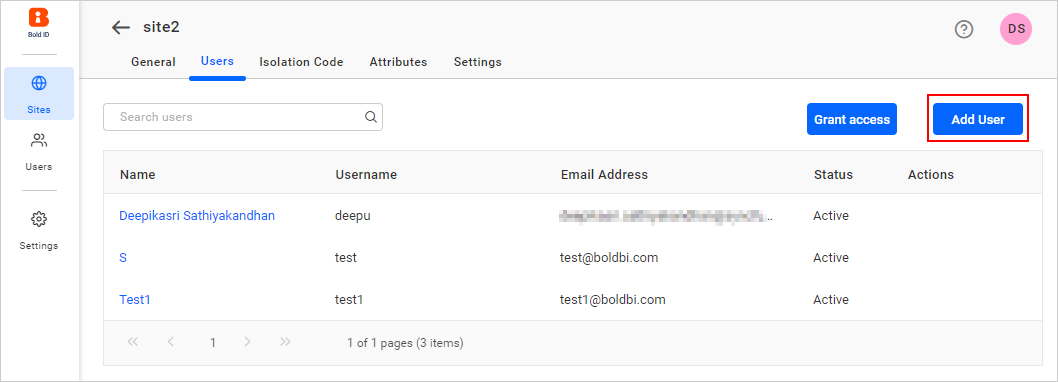 Bold ID
Sites
Users
Settings
site2
DS
General Users Isolation Code Attributes Settings
Search users
Grant access
Add User
Name Username Email Address Status Actions
Deepikasri Sathiyakandhan deepu Active
S test test@boldbi.com Active
Test1 test1 test1@boldbi.com Active
1 1 of 1 pages (3 items)